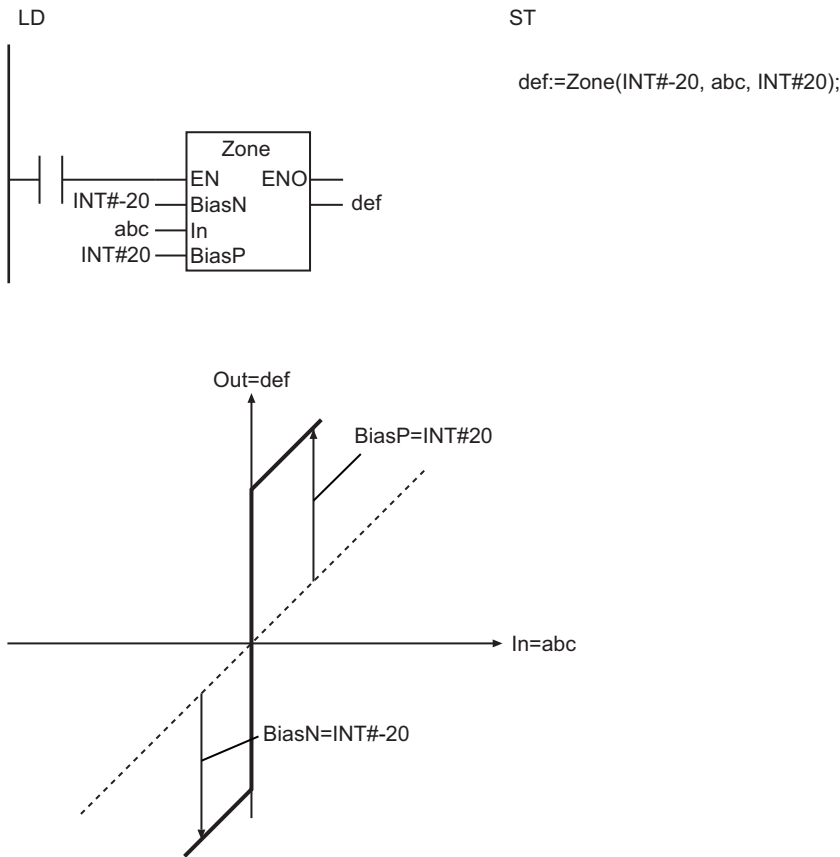 LD
ST
def:=Zone(INT#-20, abc, INT#20);
Zone
EN ENO
INT#-20 BiasN def
abc In
INT#20 BiasP
Out=def
BiasP=INT#20
In=abc
BiasN=INT#-20